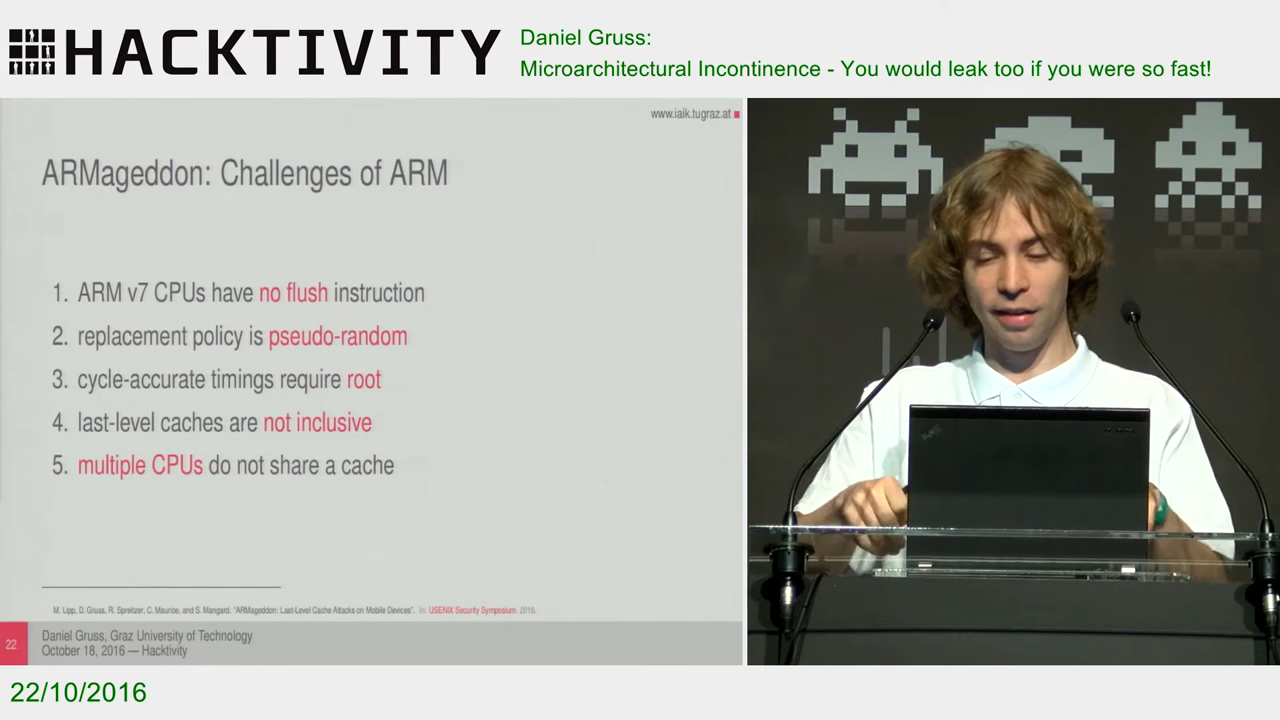 HACKTIVITY
Daniel Gruss:
Microarchitectural Incontinence - You would leak too if you were so fast!
www.iaik.tugraz.at
ARMageddon: Challenges of ARM
1. ARM v7 CPUs have no flush instruction
2. replacement policy is pseudo-random
3. cycle-accurate timings require root
4. last-level caches are not inclusive
5. multiple CPUs do not share a cache
M. Lipp, D. Gruss, R. Spreitzer, C. Maurice, and S. Mangard. "ARMageddon: Last-Level Cache Attacks on Mobile Devices". In: USENIX Security Symposium. 2016.
22
Daniel Gruss, Graz University of Technology
October 18, 2016 — Hacktivity
22/10/2016